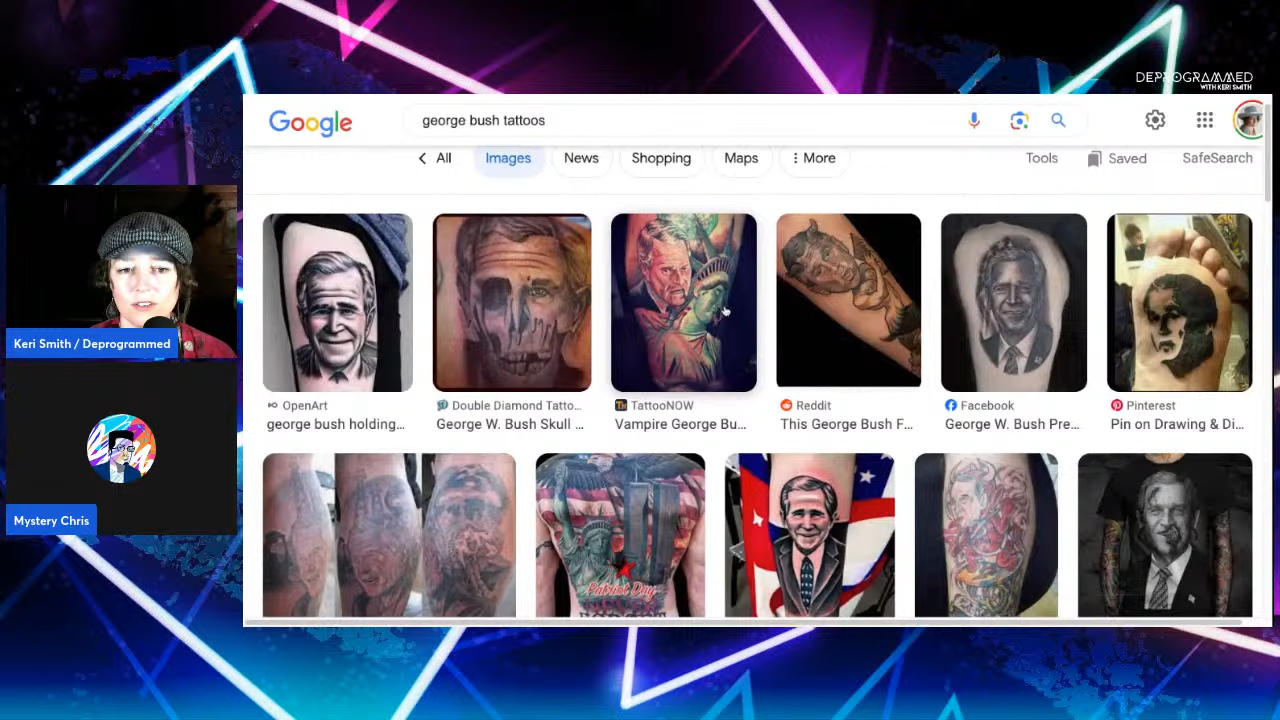 DEPROGRAMMED
WITH KERI SMITH
Google
george bush tattoos
All
Images
News
Shopping
Maps
More
Tools
Saved
SafeSearch
OpenArt
george bush holding...
Double Diamond Tatto...
George W. Bush Skull ...
TattooNOW
Vampire George Bu...
Reddit
This George Bush F...
Facebook
George W. Bush Pre...
Pinterest
Pin on Drawing & Di...
Patriot Day
Keri Smith / Deprogrammed
Mystery Chris